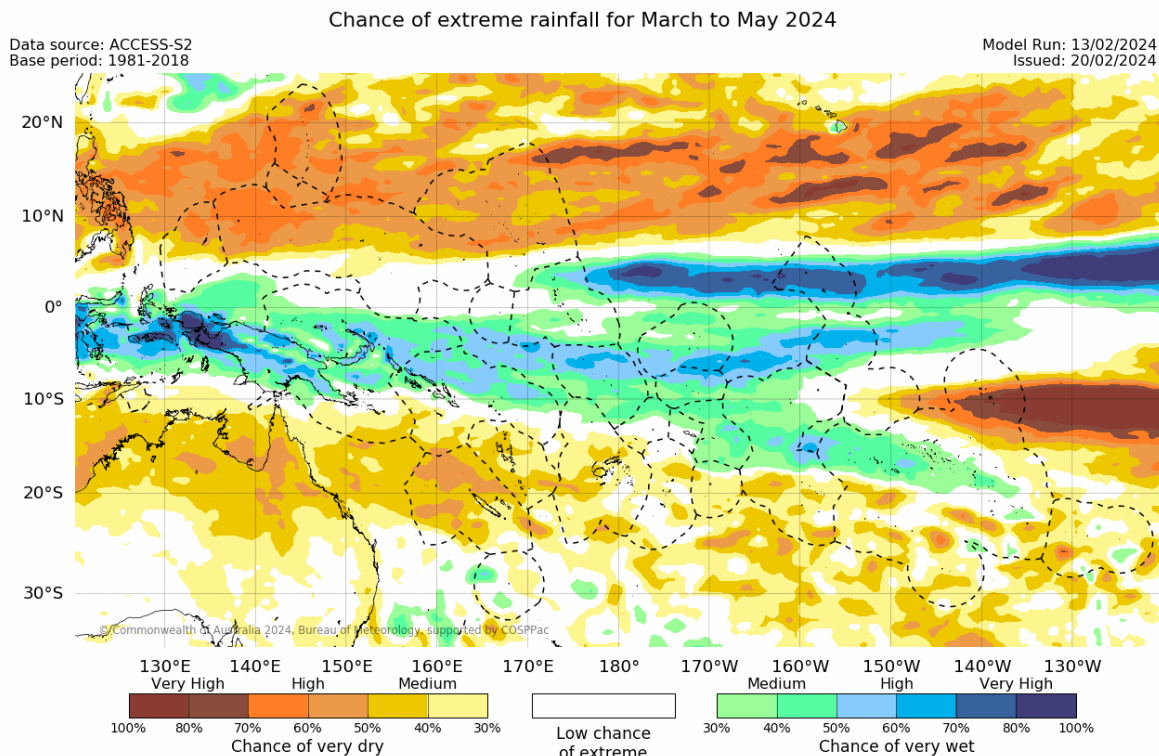 Chance of extreme rainfall for March to May 2024
Data source: ACCESS-S2
Base period: 1981-2018
Model Run: 13/02/2024
Issued: 20/02/2024
20°N
10°N
0°
10°S
20°S
30°S
© Commonwealth of Australia 2024, Bureau of Meteorology, supported by COSPPac
130°E 140°E 150°E 160°E 170°E 180° 170°W 160°W 150°W 140°W 130°W
Very High High Medium
Medium High Very High
100% 80% 70% 60% 50% 40% 30%
30% 40% 50% 60% 70% 80% 100%
Chance of very dry
Low chance
of extreme
Chance of very wet